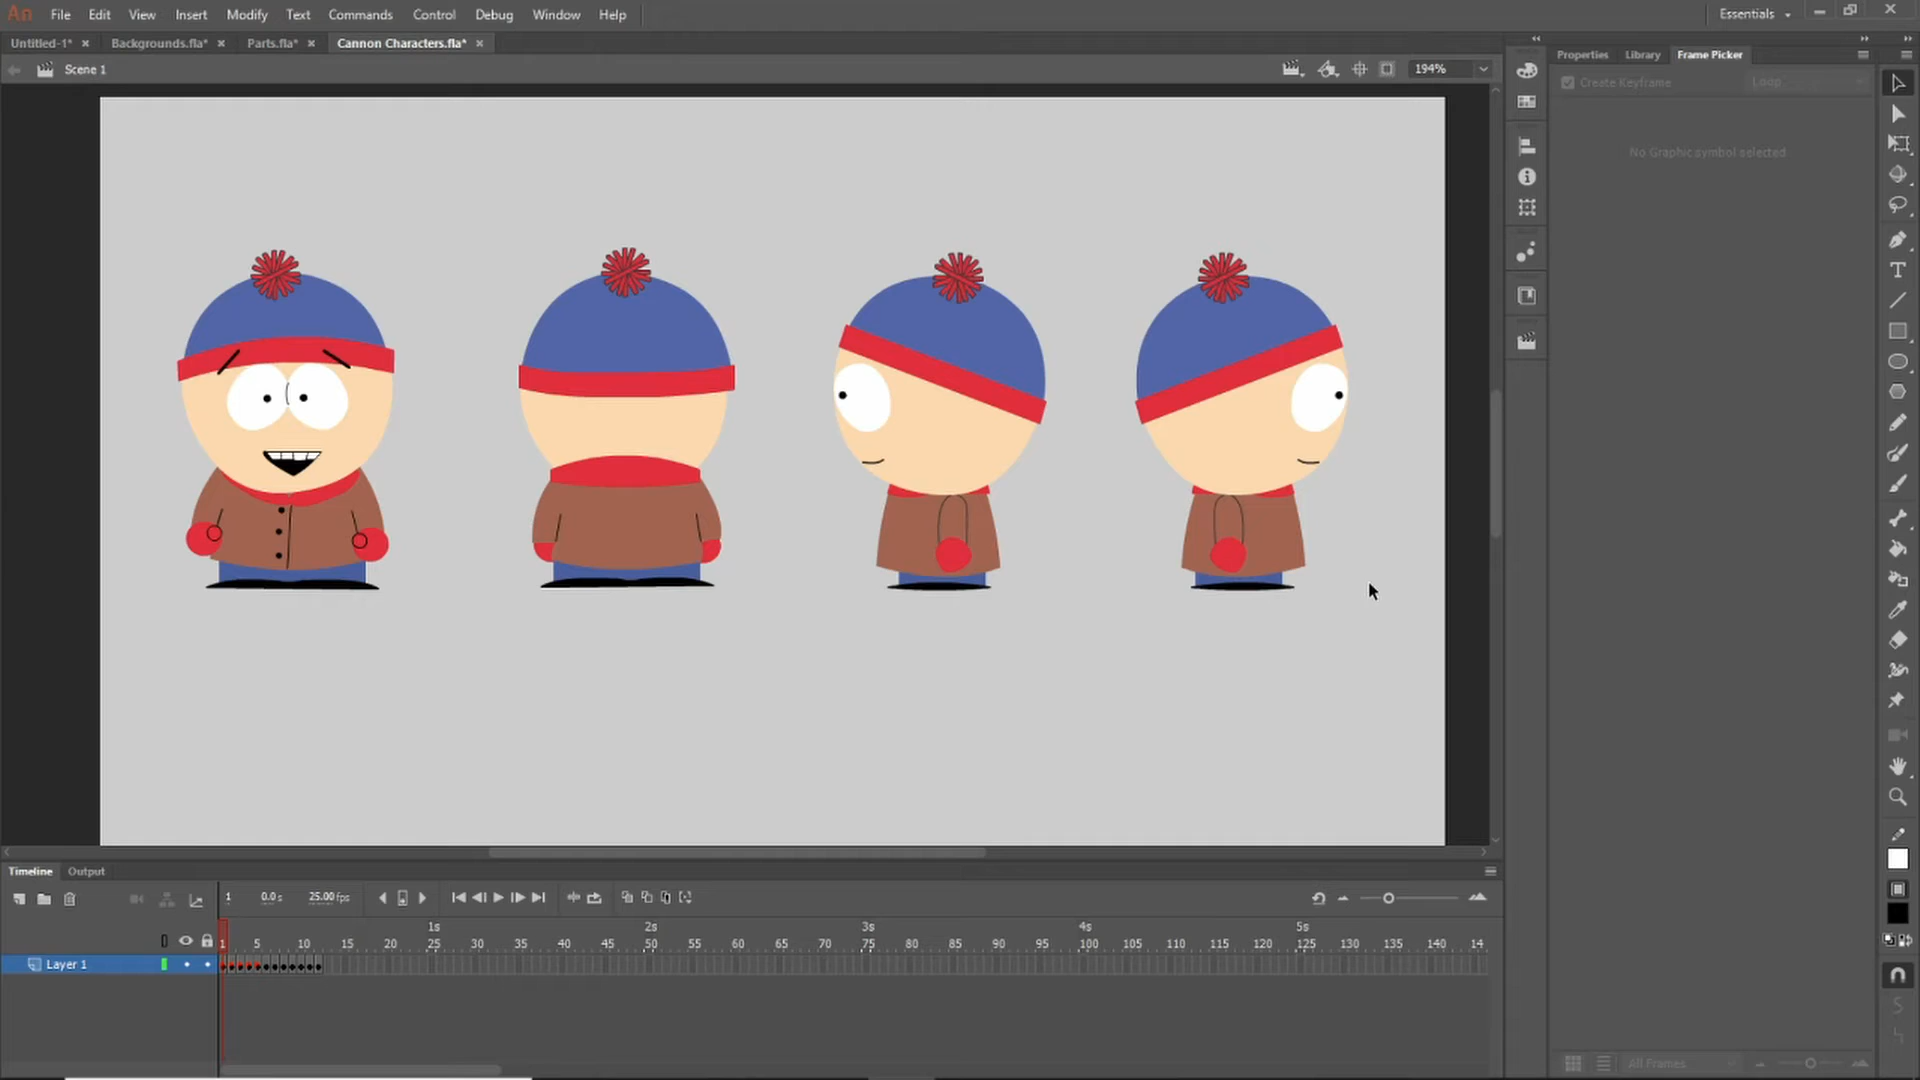 An File Edit View Insert Modify Text Commands Control Debug Window Help Essentials
Untitled-1* × Backgrounds.fla* × Parts.fla* × Cannon Characters.fla* ×
Scene 1 194%
Properties Library Frame Picker
Create Keyframe Loop
No Graphic symbol selected
Timeline Output
1 0.0s 25.00 fps
1s 2s 3s 4s 5s
1 5 10 15 20 25 30 35 40 45 50 55 60 65 70 75 80 85 90 95 100 105 110 115 120 125 130 135 140 14
Layer 1
All Frames